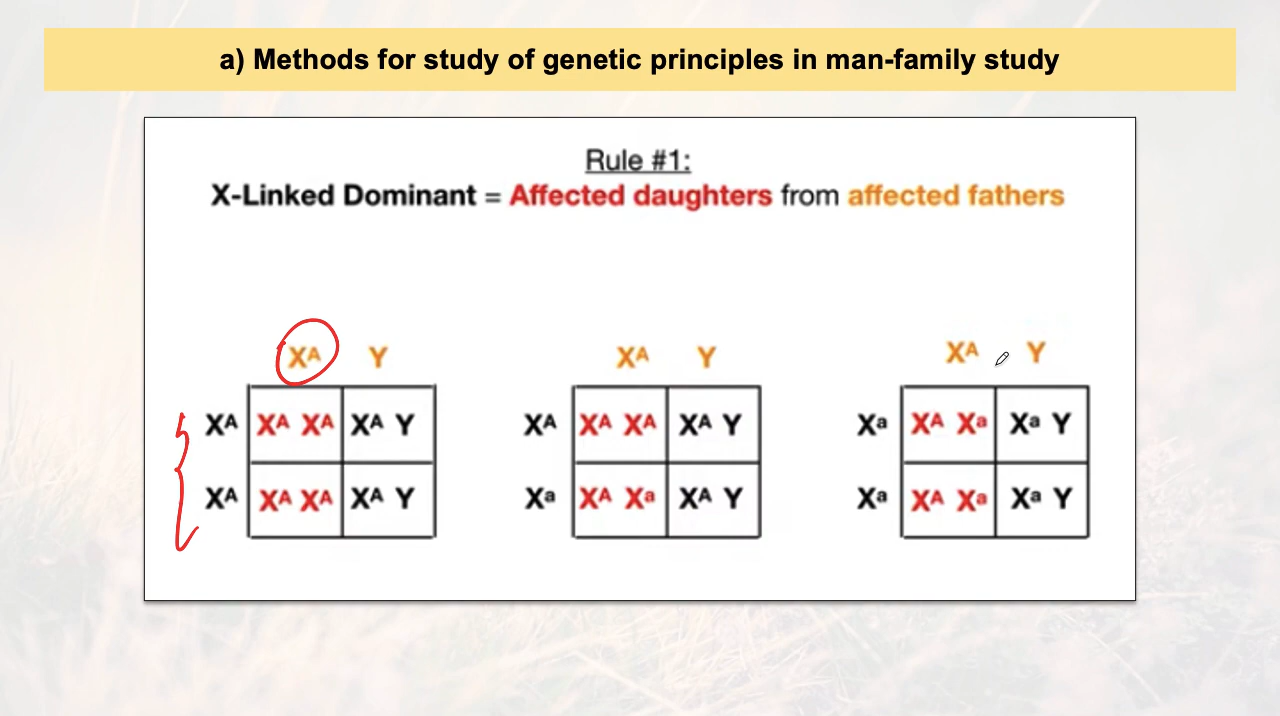 a) Methods for study of genetic principles in man-family study
Rule #1:
X-Linked Dominant = Affected daughters from affected fathers
Xᴬ Y
Xᴬ Xᴬ Xᴬ Xᴬ Y
Xᴬ Xᴬ Xᴬ Xᴬ Y
Xᴬ Y
Xᴬ Xᴬ Xᴬ Xᴬ Y
Xᵃ Xᴬ Xᵃ Xᴬ Y
Xᴬ Y
Xᵃ Xᴬ Xᵃ Xᵃ Y
Xᵃ Xᴬ Xᵃ Xᵃ Y